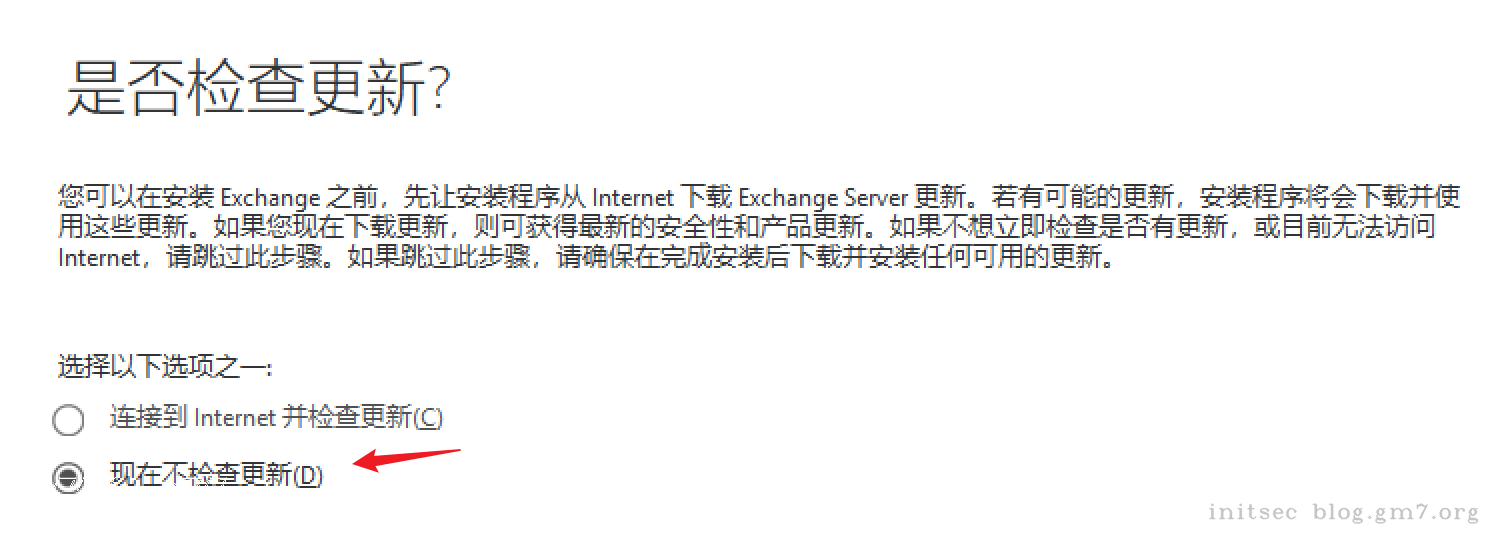 是否检查更新?
您可以在安装 Exchange 之前，先让安装程序从 Internet 下载 Exchange Server 更新。若有可能的更新，安装程序将会下载并使
用这些更新。如果您现在下载更新，则可获得最新的安全性和产品更新。如果不想立即检查是否有更新，或目前无法访问
Internet，请跳过此步骤。如果跳过此步骤，请确保在完成安装后下载并安装任何可用的更新。
选择以下选项之一:
连接到 Internet 并检查更新(C)
现在不检查更新(D)
initsec blog.gm7.org